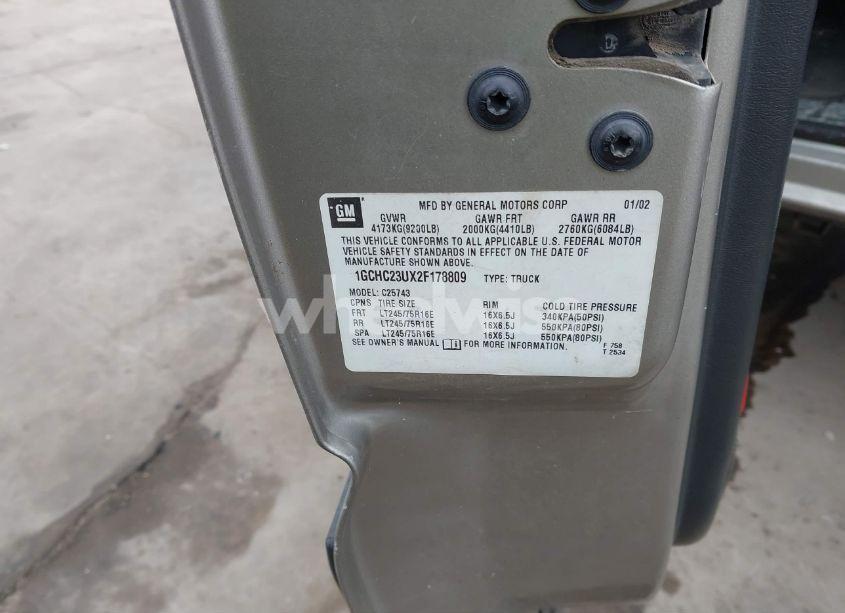 GM
MFD BY GENERAL MOTORS CORP 01/02
GVWR GAWR FRT GAWR RR
4173KG(9200LB) 2000KG(4410LB) 2760KG(6084LB)
THIS VEHICLE CONFORMS TO ALL APPLICABLE U.S. FEDERAL MOTOR
VEHICLE SAFETY STANDARDS IN EFFECT ON THE DATE OF
MANUFACTURE SHOWN ABOVE.
1GCHC23UX2F178809 TYPE: TRUCK
MODEL: C25743
CPNS TIRE SIZE RIM COLD TIRE PRESSURE
FRT LT245/75R16E 16X6.5J 340KPA(50PSI)
RR LT245/75R16E 16X6.5J 550KPA(80PSI)
SPA LT245/75R16E 16X6.5J 550KPA(80PSI)
SEE OWNER'S MANUAL FOR MORE INFORMATION.
F 758
T 2534